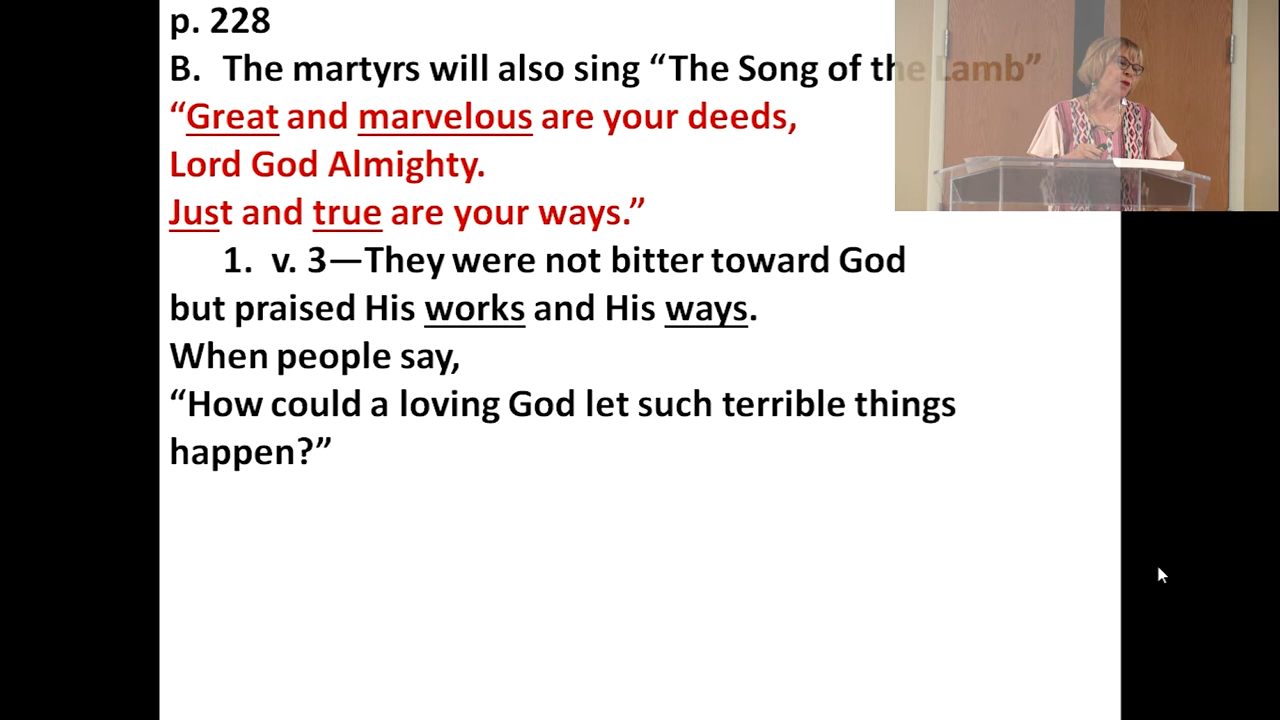 p. 228
B. The martyrs will also sing “The Song of the Lamb”
“Great and marvelous are your deeds,
Lord God Almighty.
Just and true are your ways.”
1. v. 3—They were not bitter toward God
but praised His works and His ways.
When people say,
“How could a loving God let such terrible things
happen?”